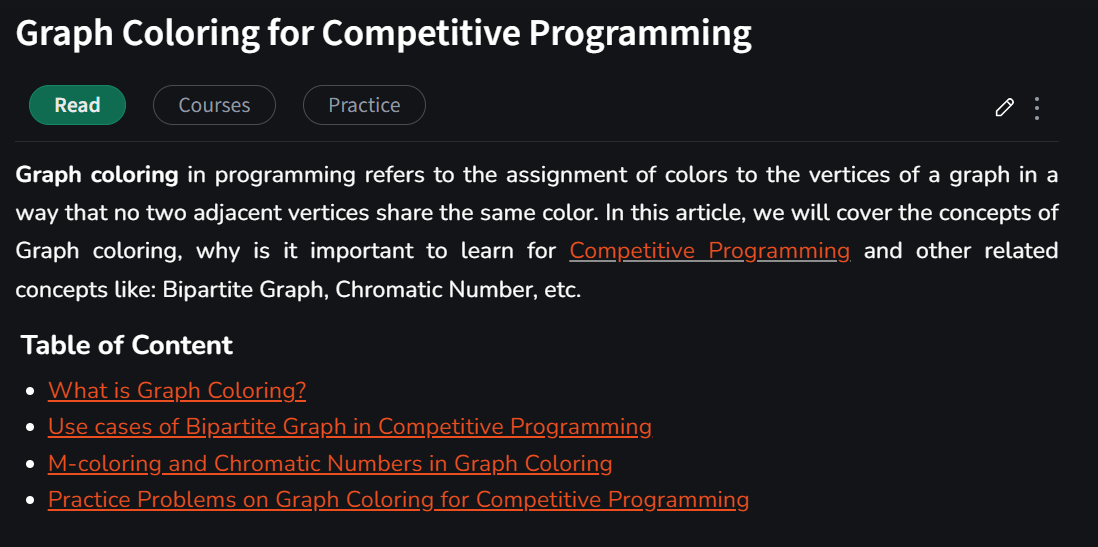 Graph Coloring for Competitive Programming
Read
Courses
Practice
Graph coloring in programming refers to the assignment of colors to the vertices of a graph in a
way that no two adjacent vertices share the same color. In this article, we will cover the concepts of
Graph coloring, why is it important to learn for Competitive Programming and other related
concepts like: Bipartite Graph, Chromatic Number, etc.
Table of Content
What is Graph Coloring?
Use cases of Bipartite Graph in Competitive Programming
M-coloring and Chromatic Numbers in Graph Coloring
Practice Problems on Graph Coloring for Competitive Programming